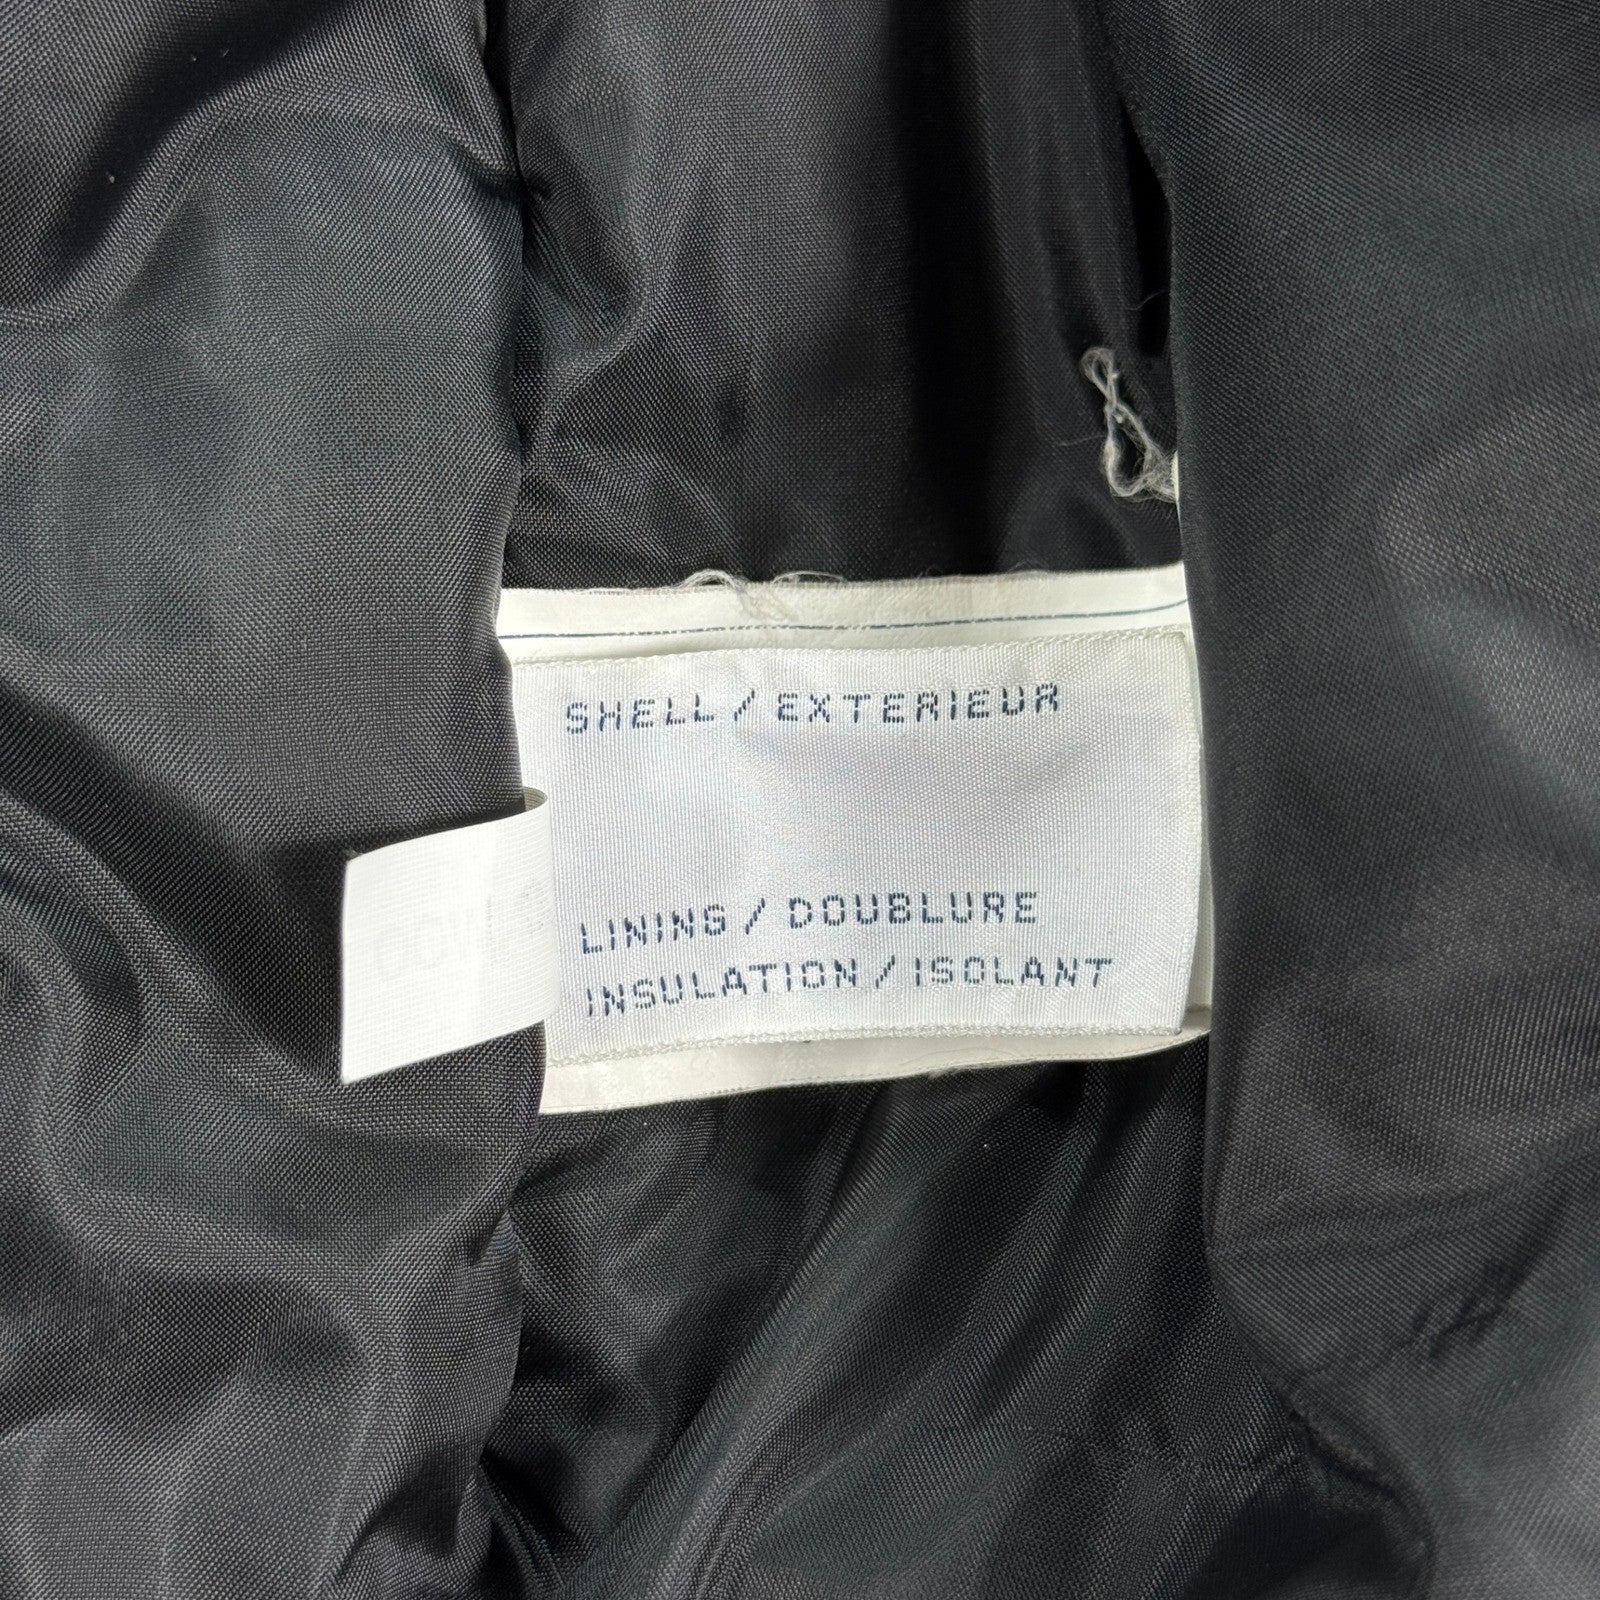 SHELL / EXTERIEUR
LINING / DOUBLURE
INSULATION / ISOLANT